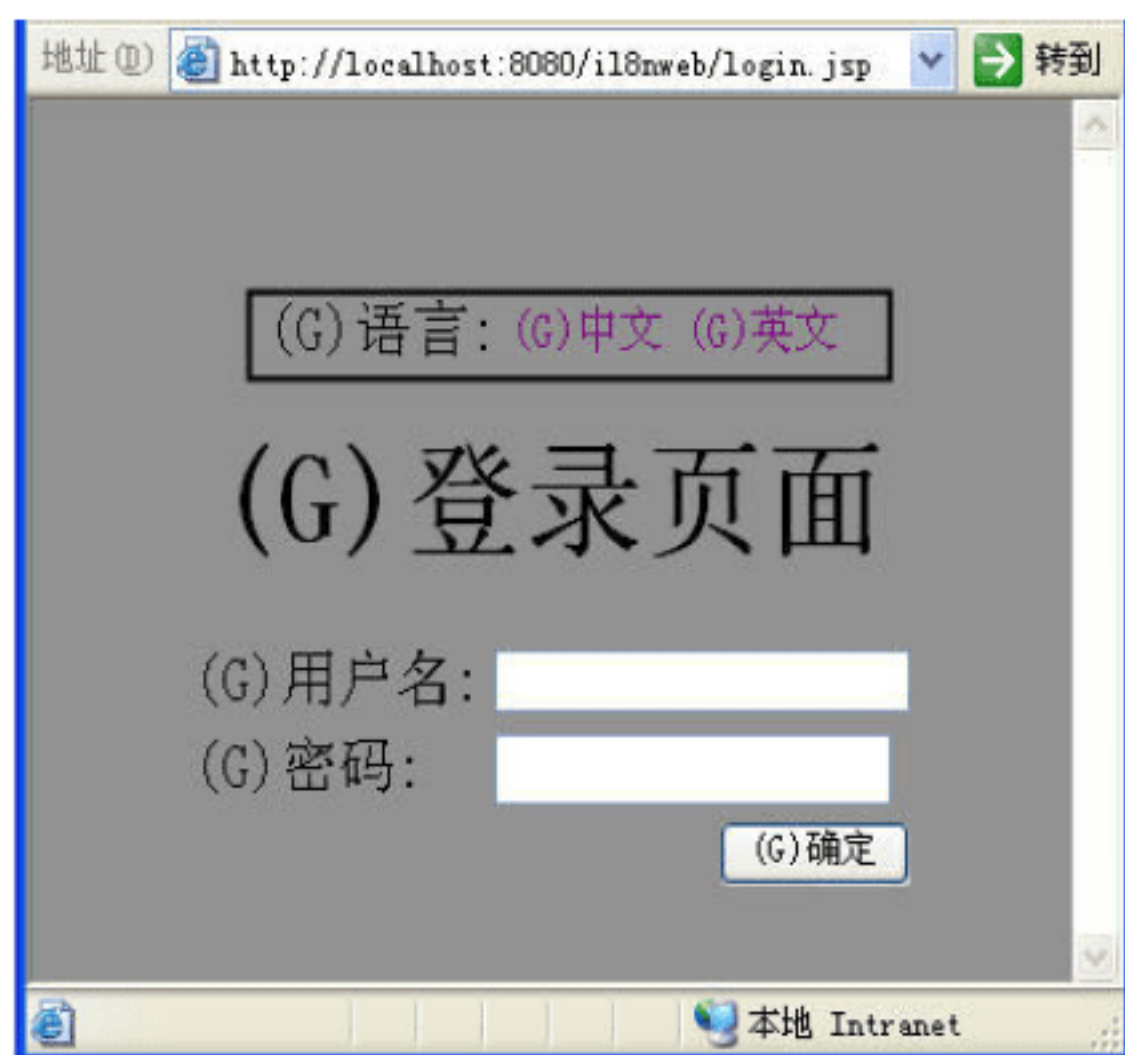 地址(D) http://localhost:8080/i18nweb/login.jsp 转到
(G)语言: (G)中文 (G)英文
(G)登录页面
(G)用户名:
(G)密码:
(G)确定
本地 Intranet